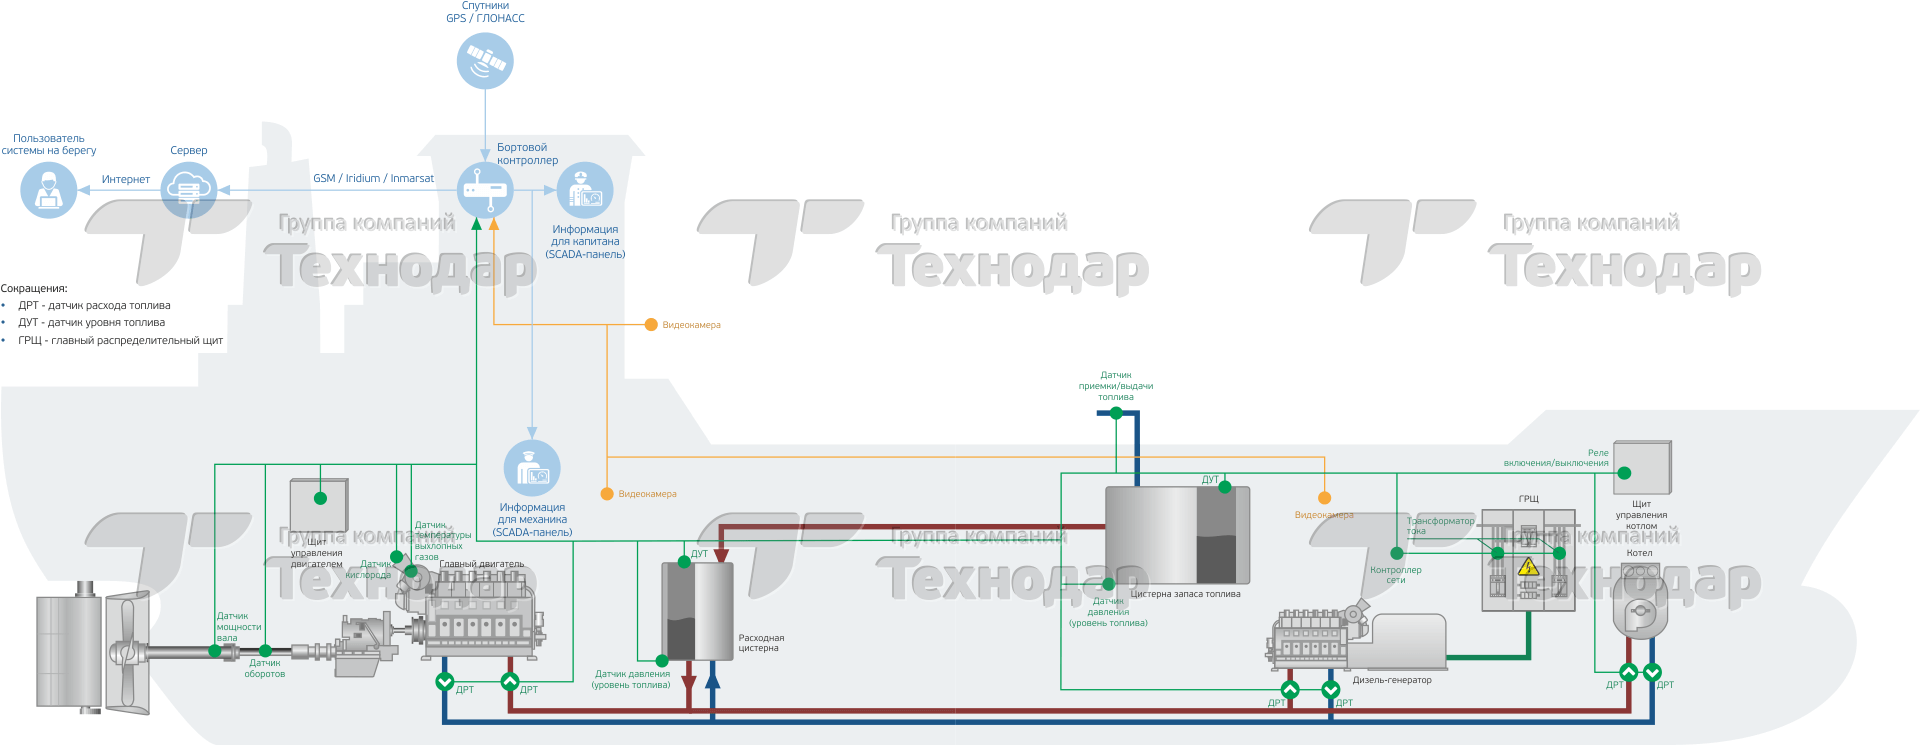 Спутники
GPS / ГЛОНАСС
Пользователь
системы на берегу
Сервер
Интернет
GSM / Iridium / Inmarsat
Бортовой
контроллер
Информация
для капитана
(SCADA-панель)
Группа компаний
Технодар
Группа компаний
Технодар
Группа компаний
Технодар
Сокращения:
• ДРТ - датчик расхода топлива
• ДУТ - датчик уровня топлива
• ГРЩ - главный распределительный щит
Видеокамера
Датчик
приемки/выдачи
топлива
Реле
включения/выключения
ДУТ
Видеокамера
Видеокамера
ГРЩ
Щит
управления
котлом
Информация
для механика
(SCADA-панель)
Щит
управления
двигателем
Датчик
температуры
выхлопных
газов
Датчик
кислорода
Главный двигатель
Группа компаний
Технодар
Группа компаний
Технодар
Группа компаний
Технодар
ДУТ
Трансформатор
тока
Контроллер
сети
Котел
Цистерна запаса топлива
Датчик
давления
(уровень топлива)
Датчик
мощности
вала
Датчик
оборотов
Расходная
цистерна
Датчик давления
(уровень топлива)
Дизель-генератор
ДРТ
ДРТ
ДРТ
ДРТ
ДРТ
ДРТ